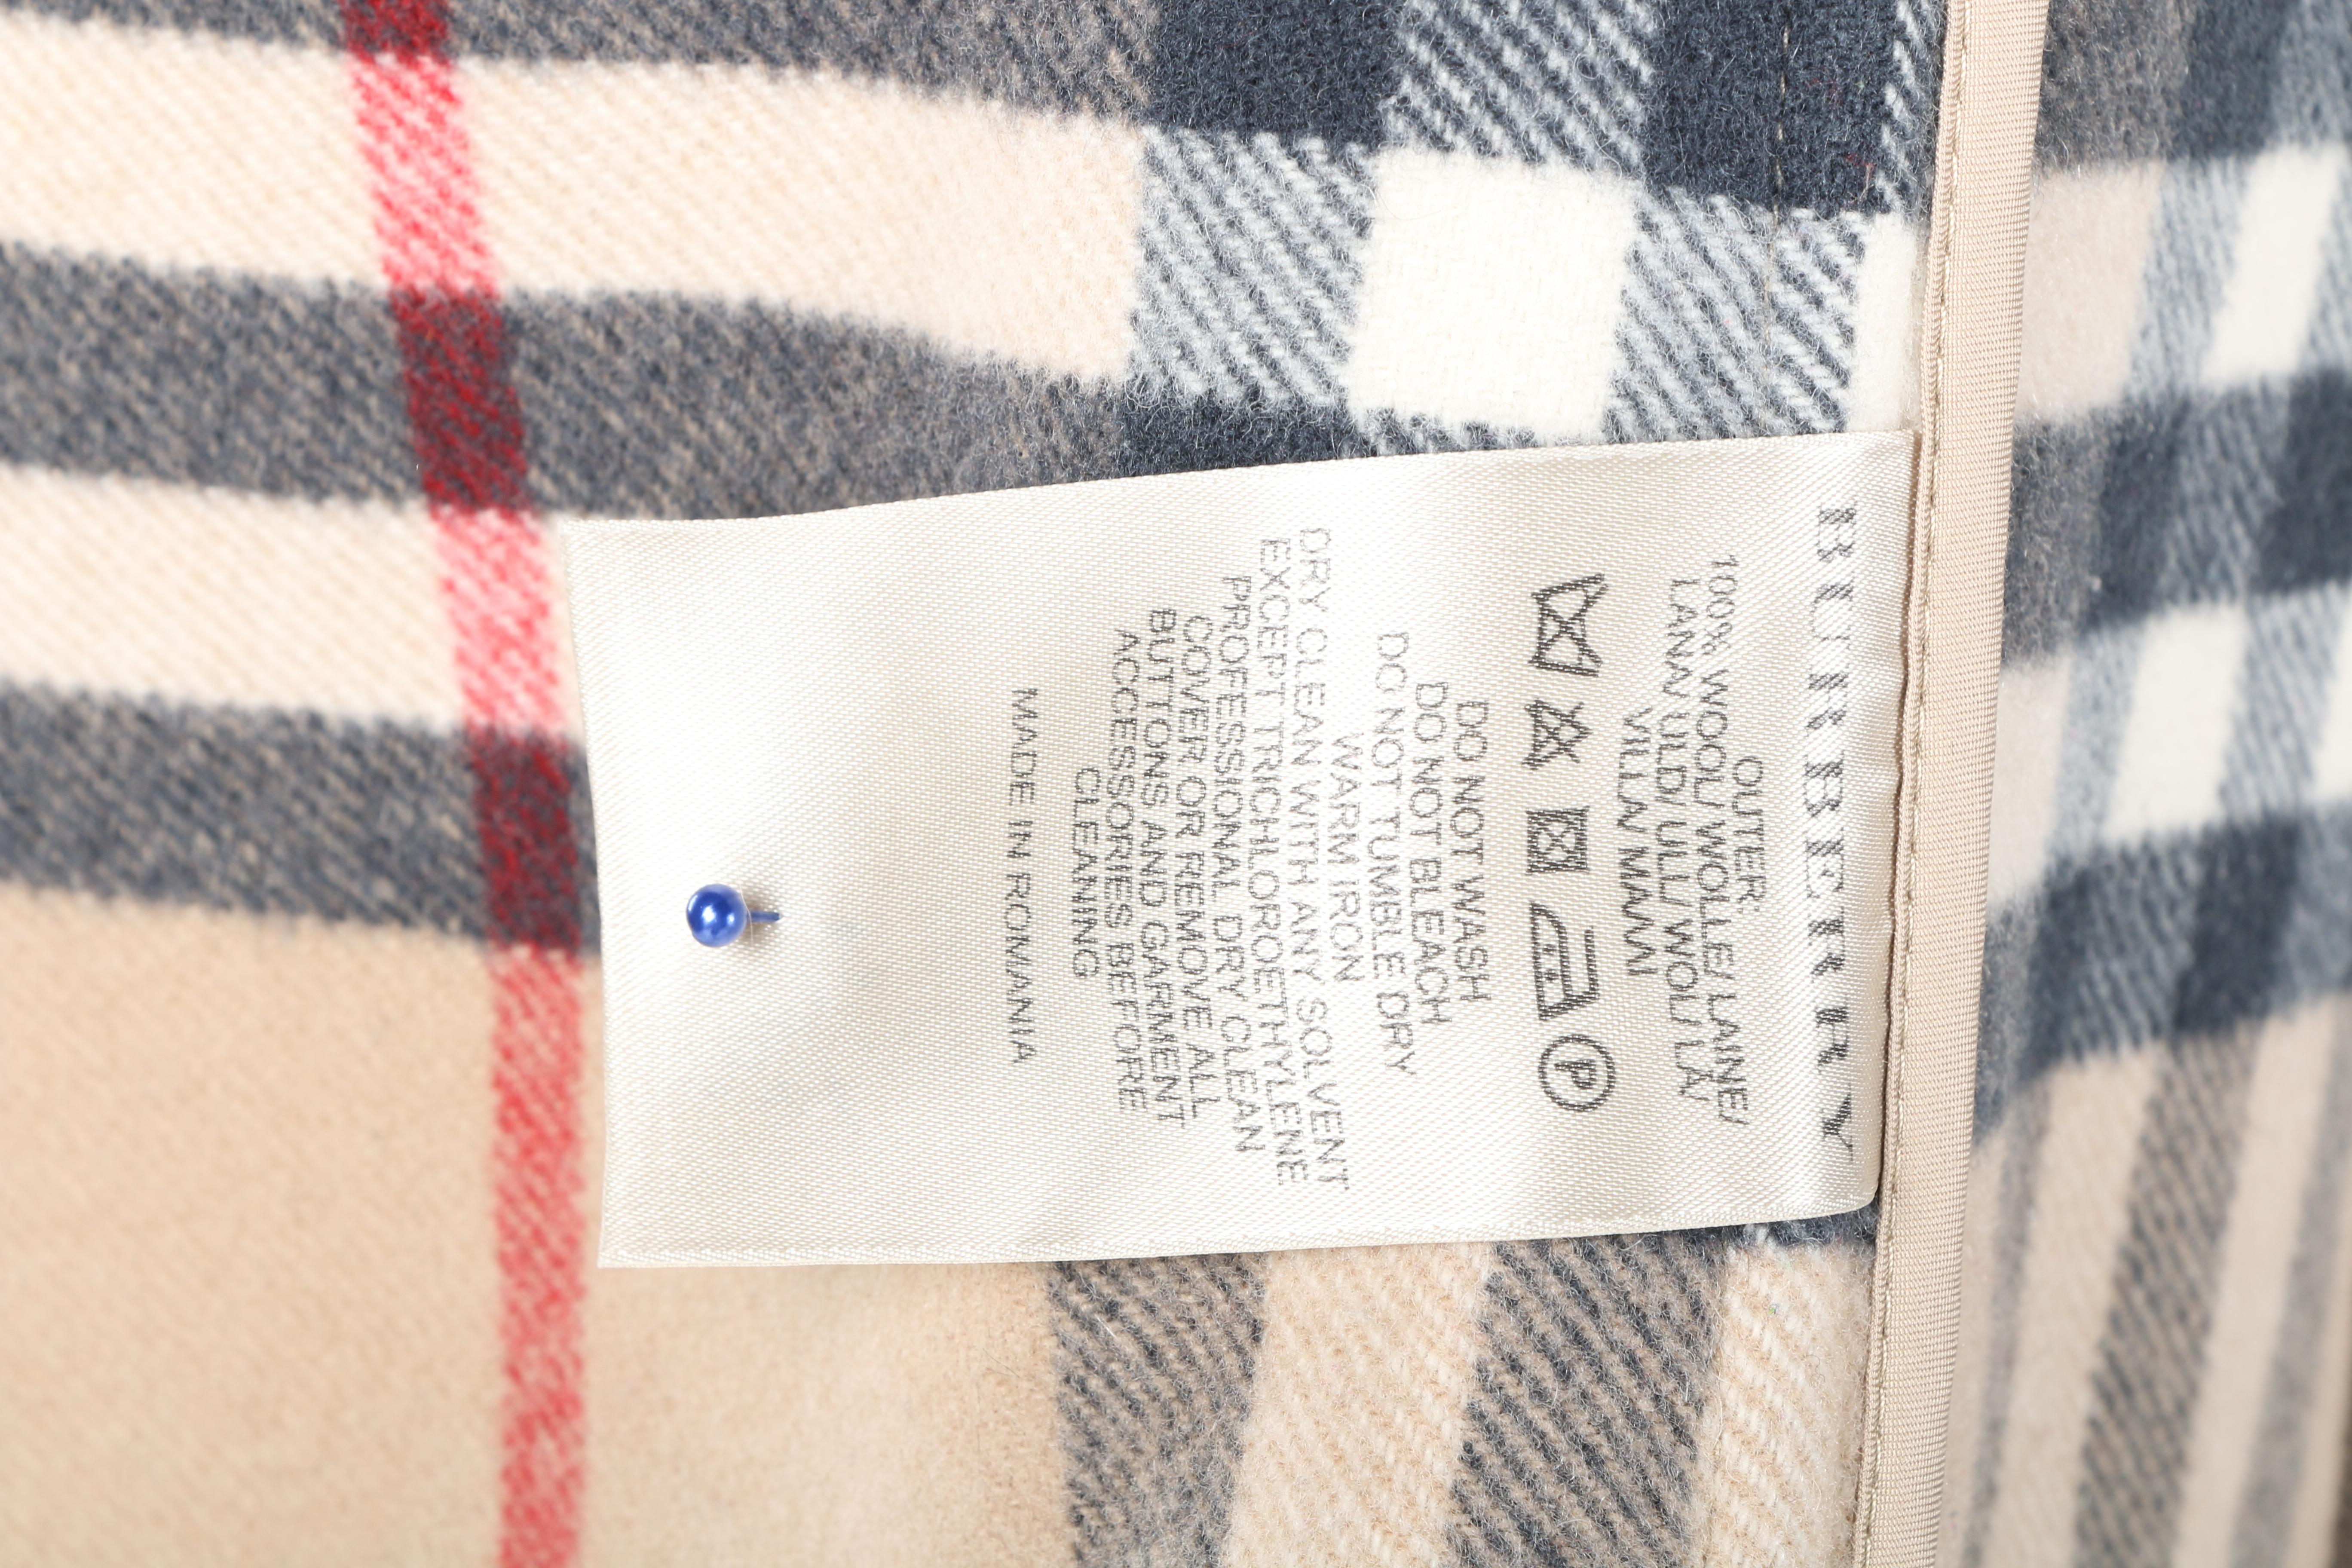 BURBERRY
OUTER
100% WOOL/ WOLLE/ LAINE/
LANA/ ULD/ ULL/ WOL/ LÃ/
VILLA/ MAAAI
P
DO NOT WASH
DO NOT BLEACH
DO NOT TUMBLE DRY
WARM IRON
DRY CLEAN WITH ANY SOLVENT
EXCEPT TRICHLOROETHYLENE
PROFESSIONAL DRY CLEAN
COVER OR REMOVE ALL
BUTTONS AND GARMENT
ACCESSORIES BEFORE
CLEANING
MADE IN ROMANIA